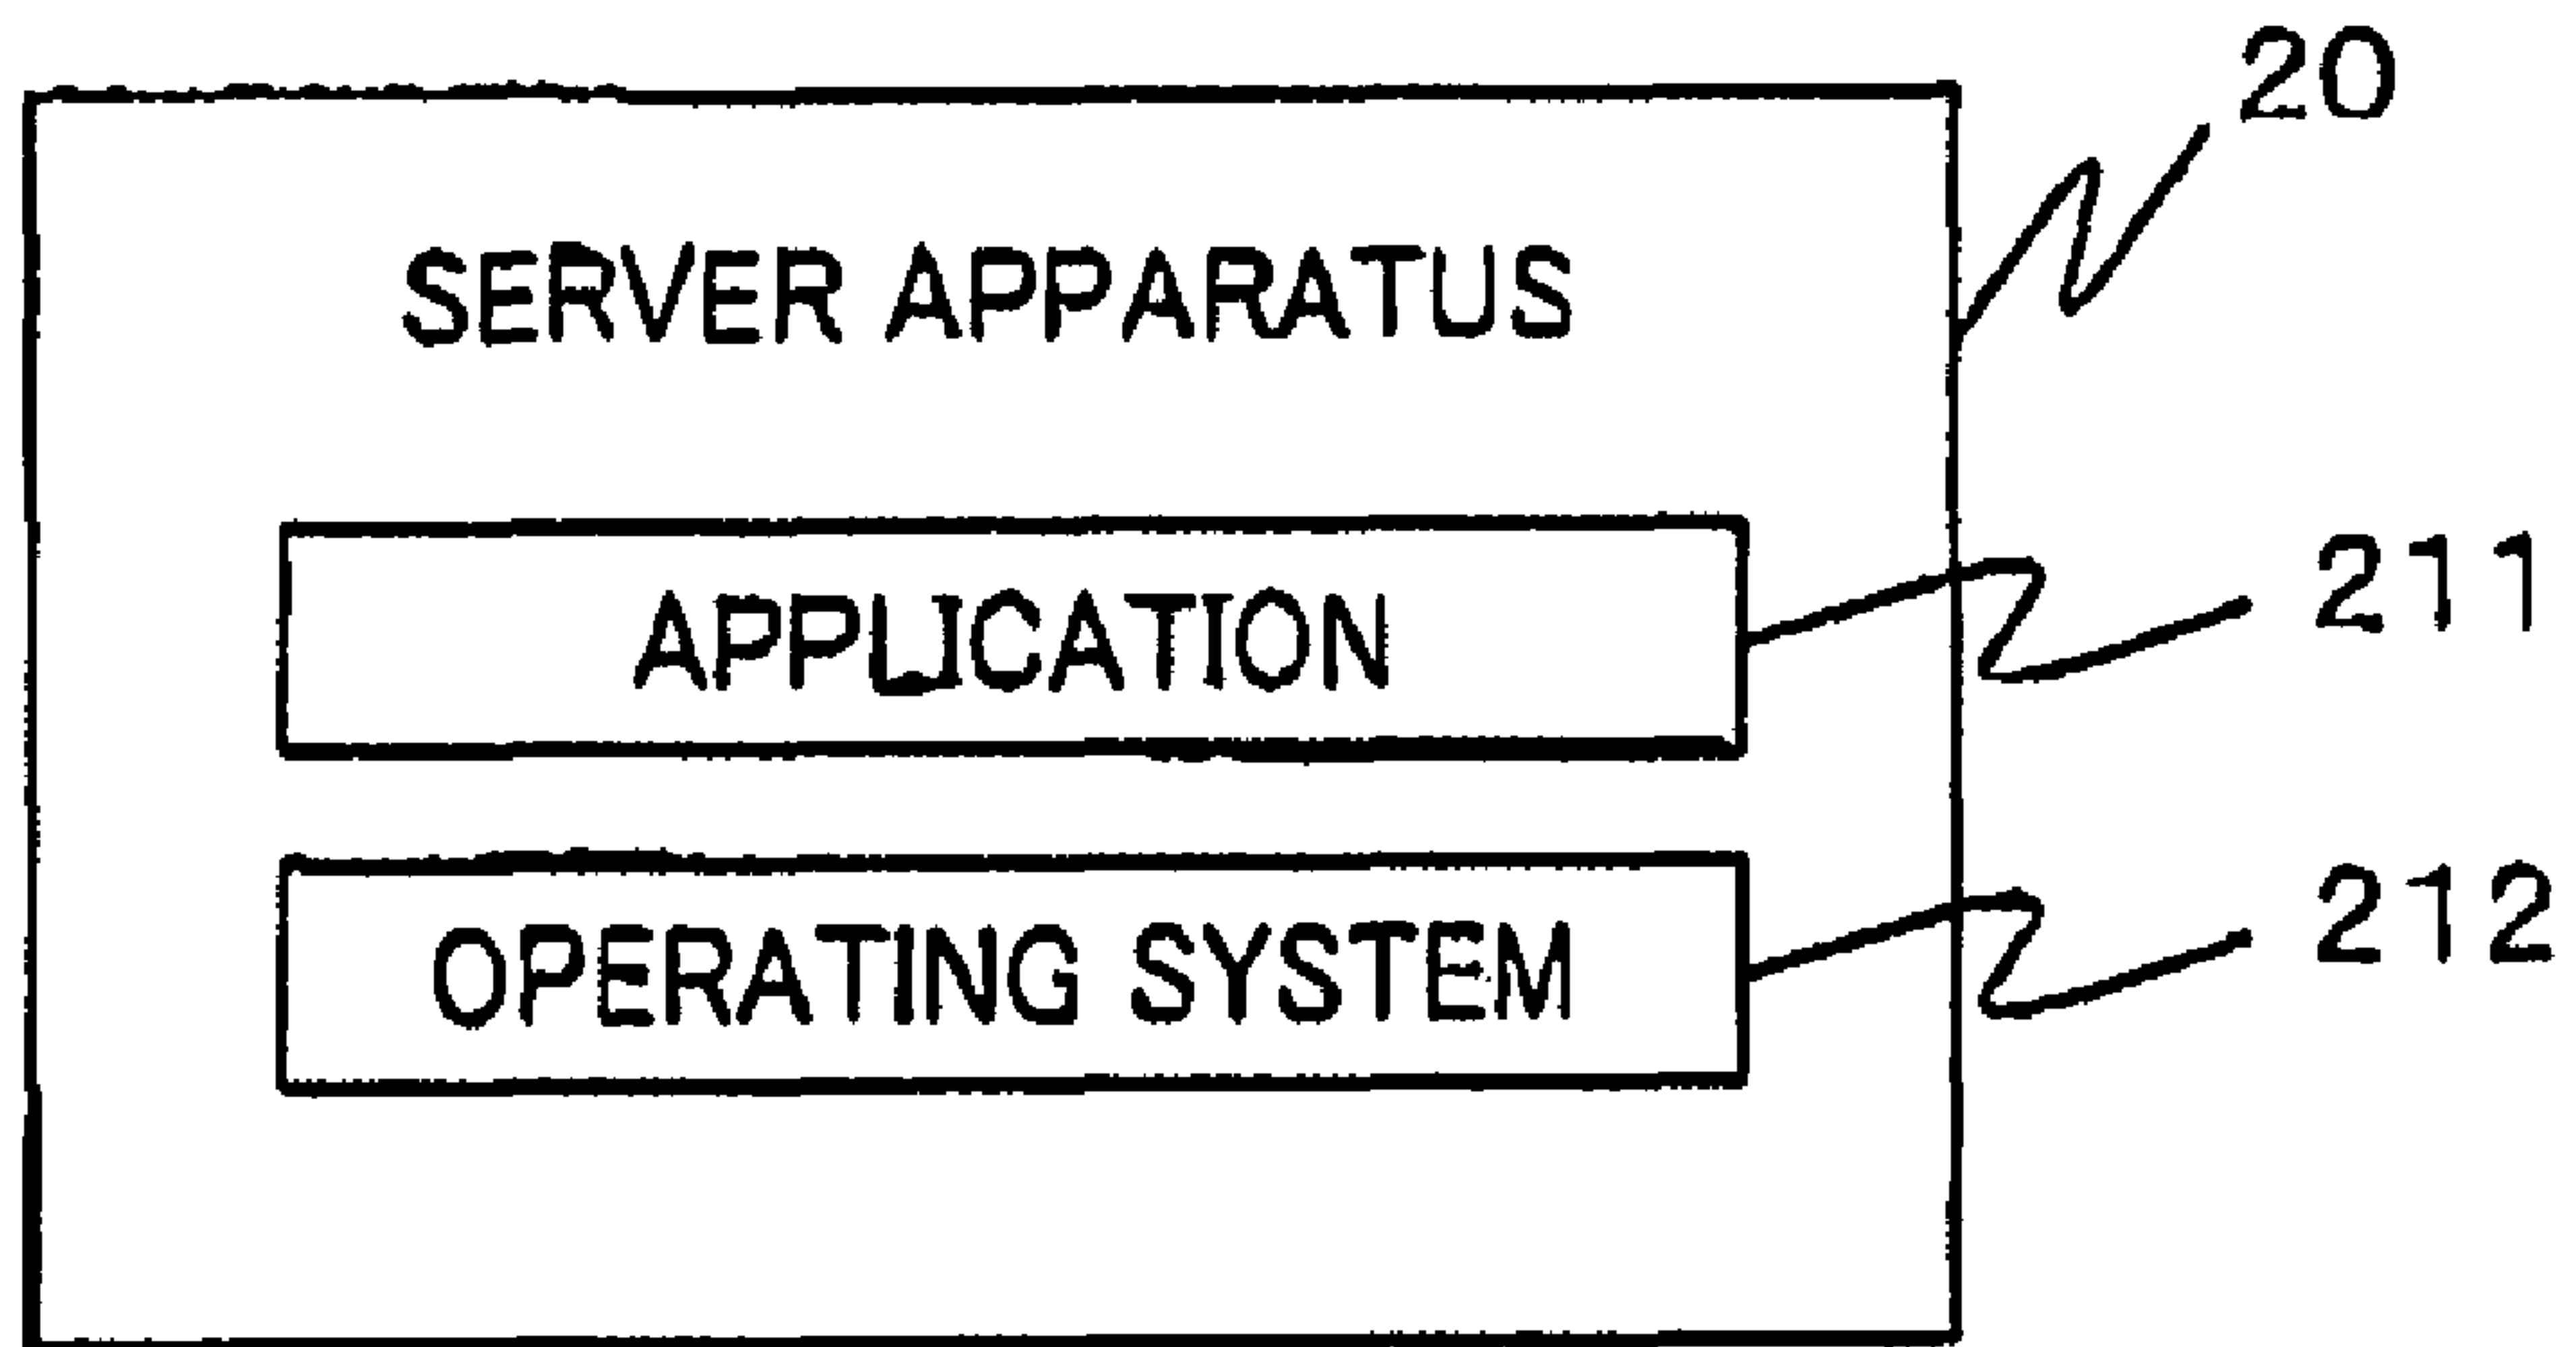 20
SERVER APPARATUS
APPLICATION
211
OPERATING SYSTEM
212